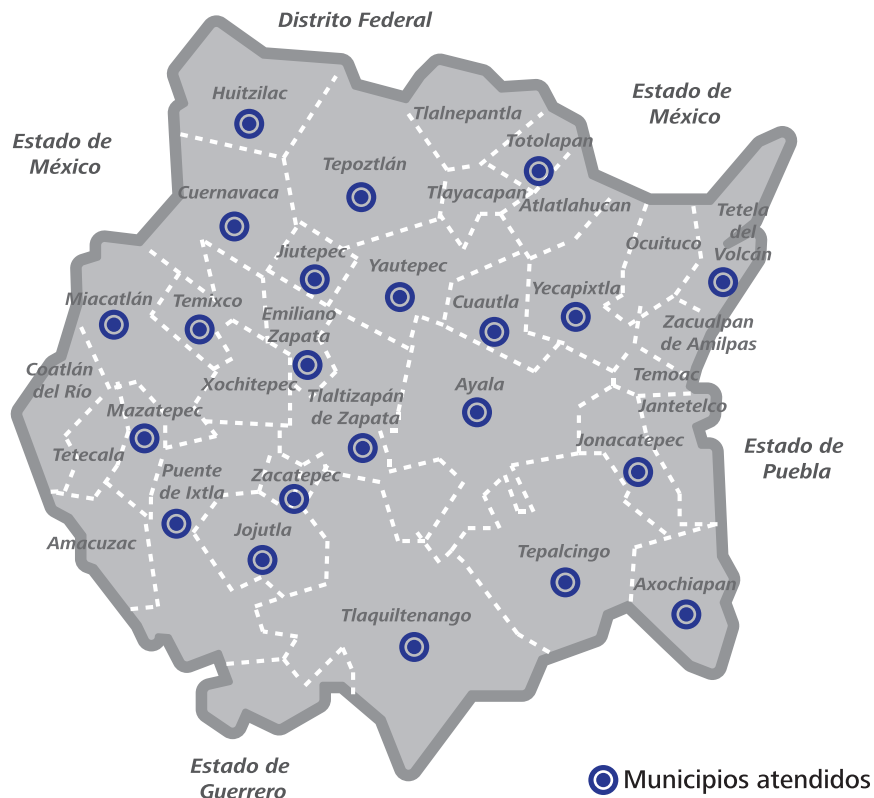 Distrito Federal
Estado de
México
Estado de
México
Huitzilac
Tlalnepantla
Totolapan
Tepoztlán
Cuernavaca
Tlayacapan
Atlatlahucan
Tetela
del
Volcán
Ocuituco
Jiutepec
Yautepec
Miacatlán
Temixco
Emiliano
Zapata
Cuautla
Yecapixtla
Zacualpan
de Amilpas
Coatlán
del Río
Xochitepec
Tlaltizapán
de Zapata
Ayala
Temoac
Jantetelco
Mazatepec
Tetecala
Puente
de Ixtla
Zacatepec
Jonacatepec
Estado de
Puebla
Jojutla
Amacuzac
Tepalcingo
Axochiapan
Tlaquiltenango
Estado de
Guerrero
Municipios atendidos